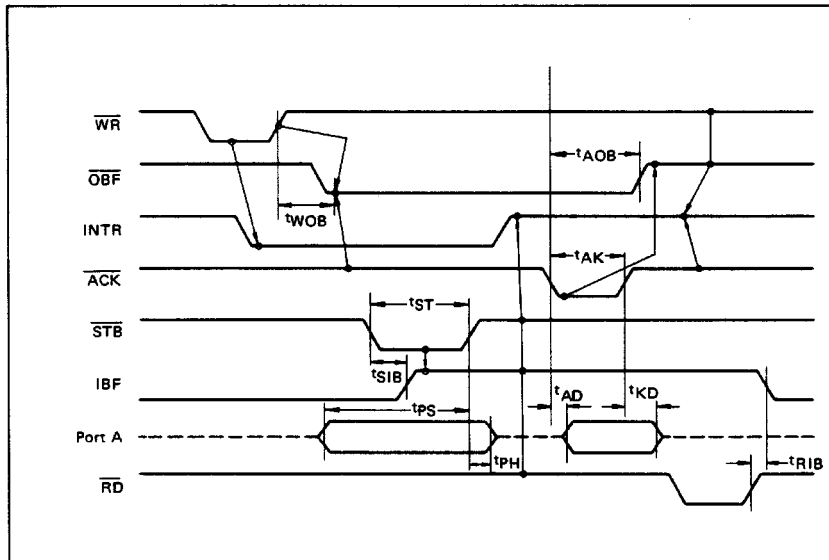 WR
tAOB
OBF
tWOB
INTR
tAK
ACK
tST
STB
tSIB
IBF
tAD
tKD
tPS
Port A
tPH
tRIB
RD